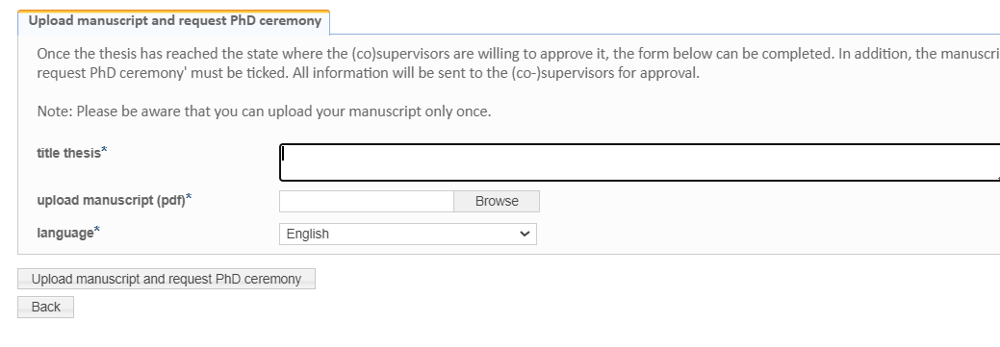 Upload manuscript and request PhD ceremony
Once the thesis has reached the state where the (co)supervisors are willing to approve it, the form below can be completed. In addition, the manuscri
request PhD ceremony' must be ticked. All information will be sent to the (co-)supervisors for approval.
Note: Please be aware that you can upload your manuscript only once.
title thesis*
upload manuscript (pdf)* Browse
language* English
Upload manuscript and request PhD ceremony
Back